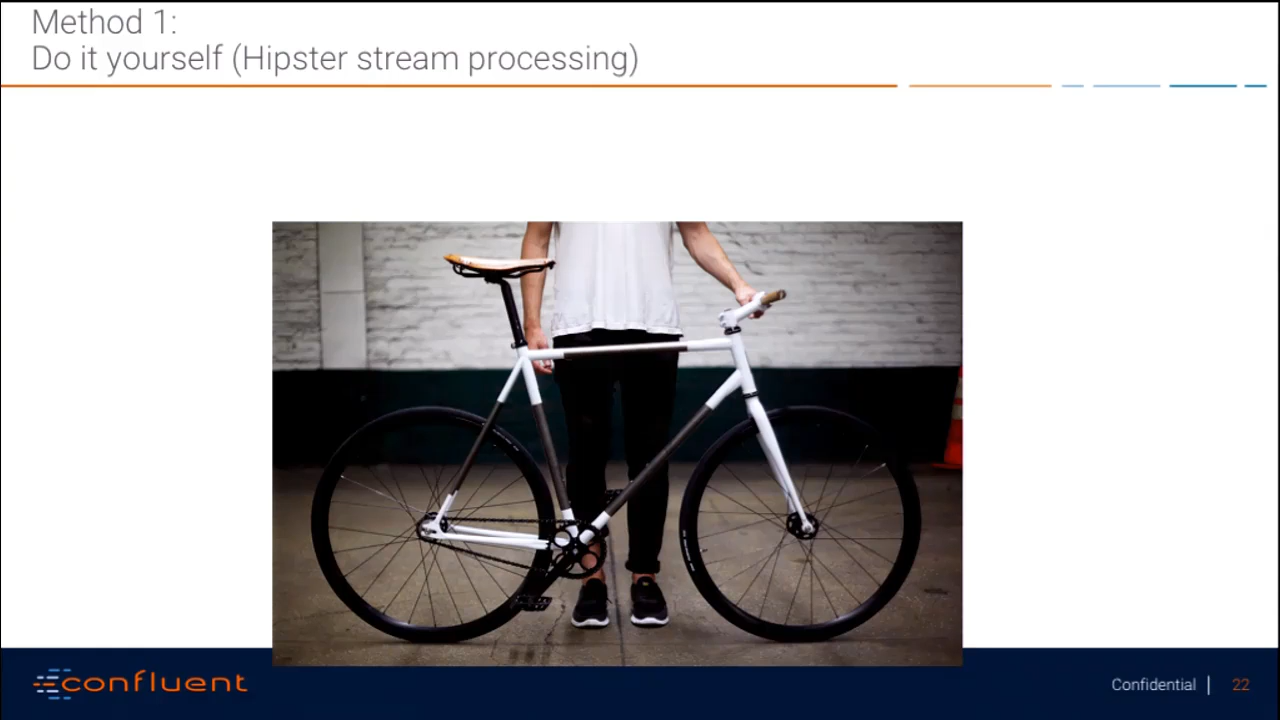 Method 1:
Do it yourself (Hipster stream processing)
confluent
Confidential | 22